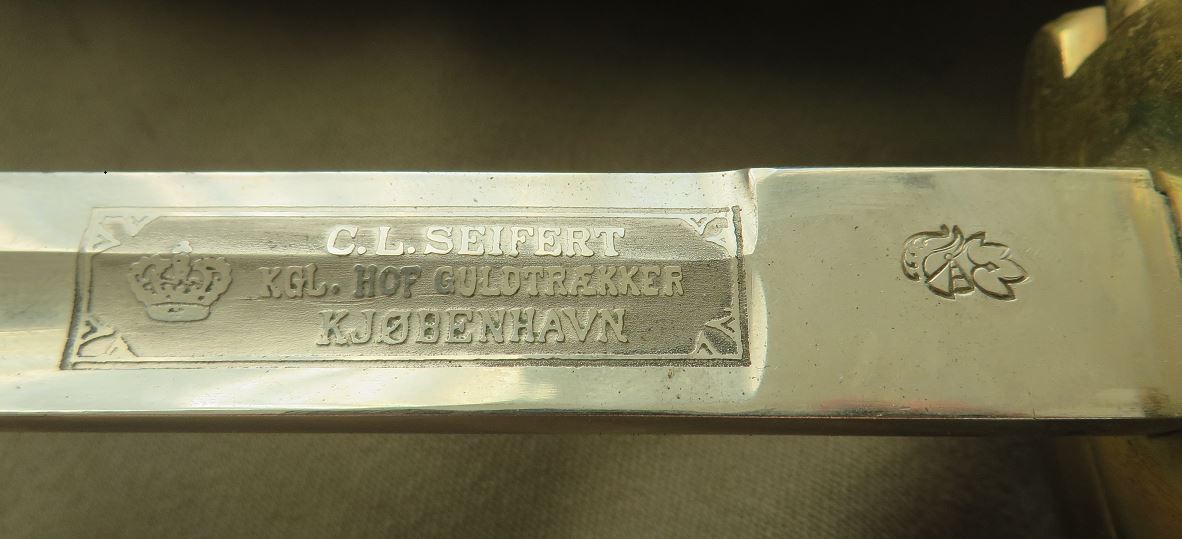 C. L. SEIFERT
KGL. HOF GULDTRÆKKER
KJØBENHAVN